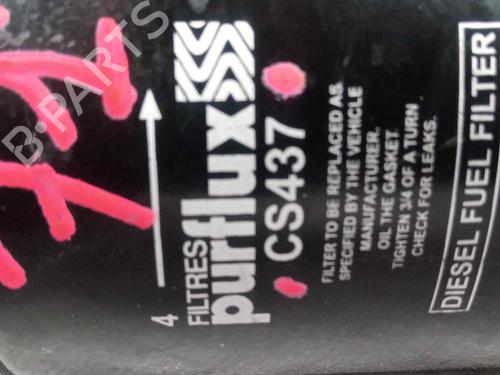 4
FILTRES
purflux
CS437
FILTER TO BE REPLACED AS
SPECIFIED BY THE VEHICLE
MANUFACTURER.
OIL THE GASKET
TIGHTEN 3/4 OF A TURN
CHECK FOR LEAKS.
DIESEL FUEL FILTER
B-PARTS